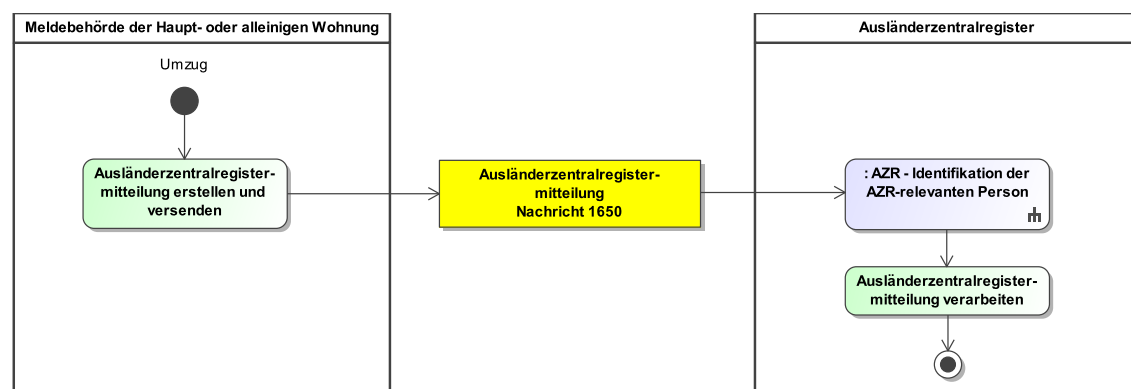 Meldebehörde der Haupt- oder alleinigen Wohnung
Umzug
Ausländerzentralregister-
mitteilung erstellen und
versenden
Ausländerzentralregister-
mitteilung
Nachricht 1650
Ausländerzentralregister
: AZR - Identifikation der
AZR-relevanten Person
Ausländerzentralregister-
mitteilung verarbeiten